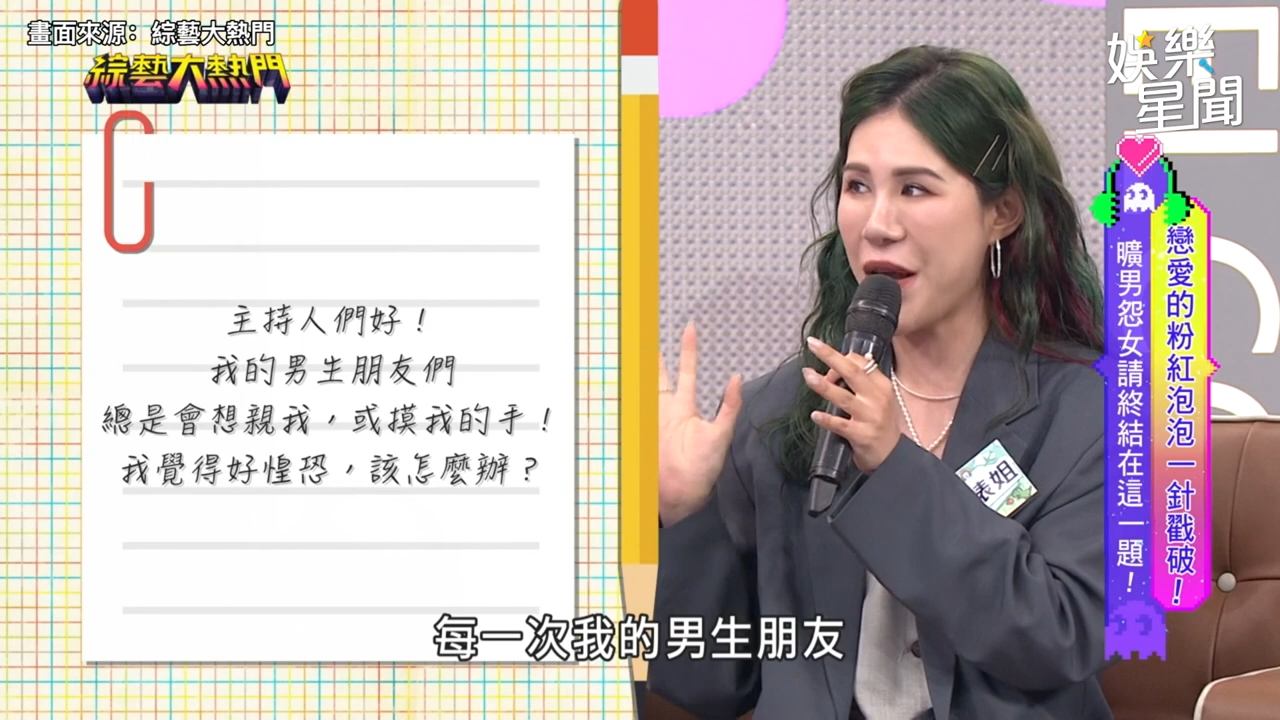 畫面來源：綜藝大熱門
綜藝大熱門
主持人們好！
我的男生朋友們
總是會想親我，或摸我的手！
我覺得好惶恐，該怎麼辦？
每一次我的男生朋友
表姐
娛樂
星聞
戀愛的粉紅泡泡一針戳破！
曠男怨女請終結在這一題！